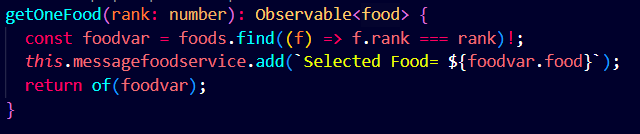 getOneFood(rank: number): Observable<food> {
  const foodvar = foods.find((f) => f.rank === rank)!;
  this.messagefoodservice.add(`Selected Food= ${foodvar.food}`);
  return of(foodvar);
}